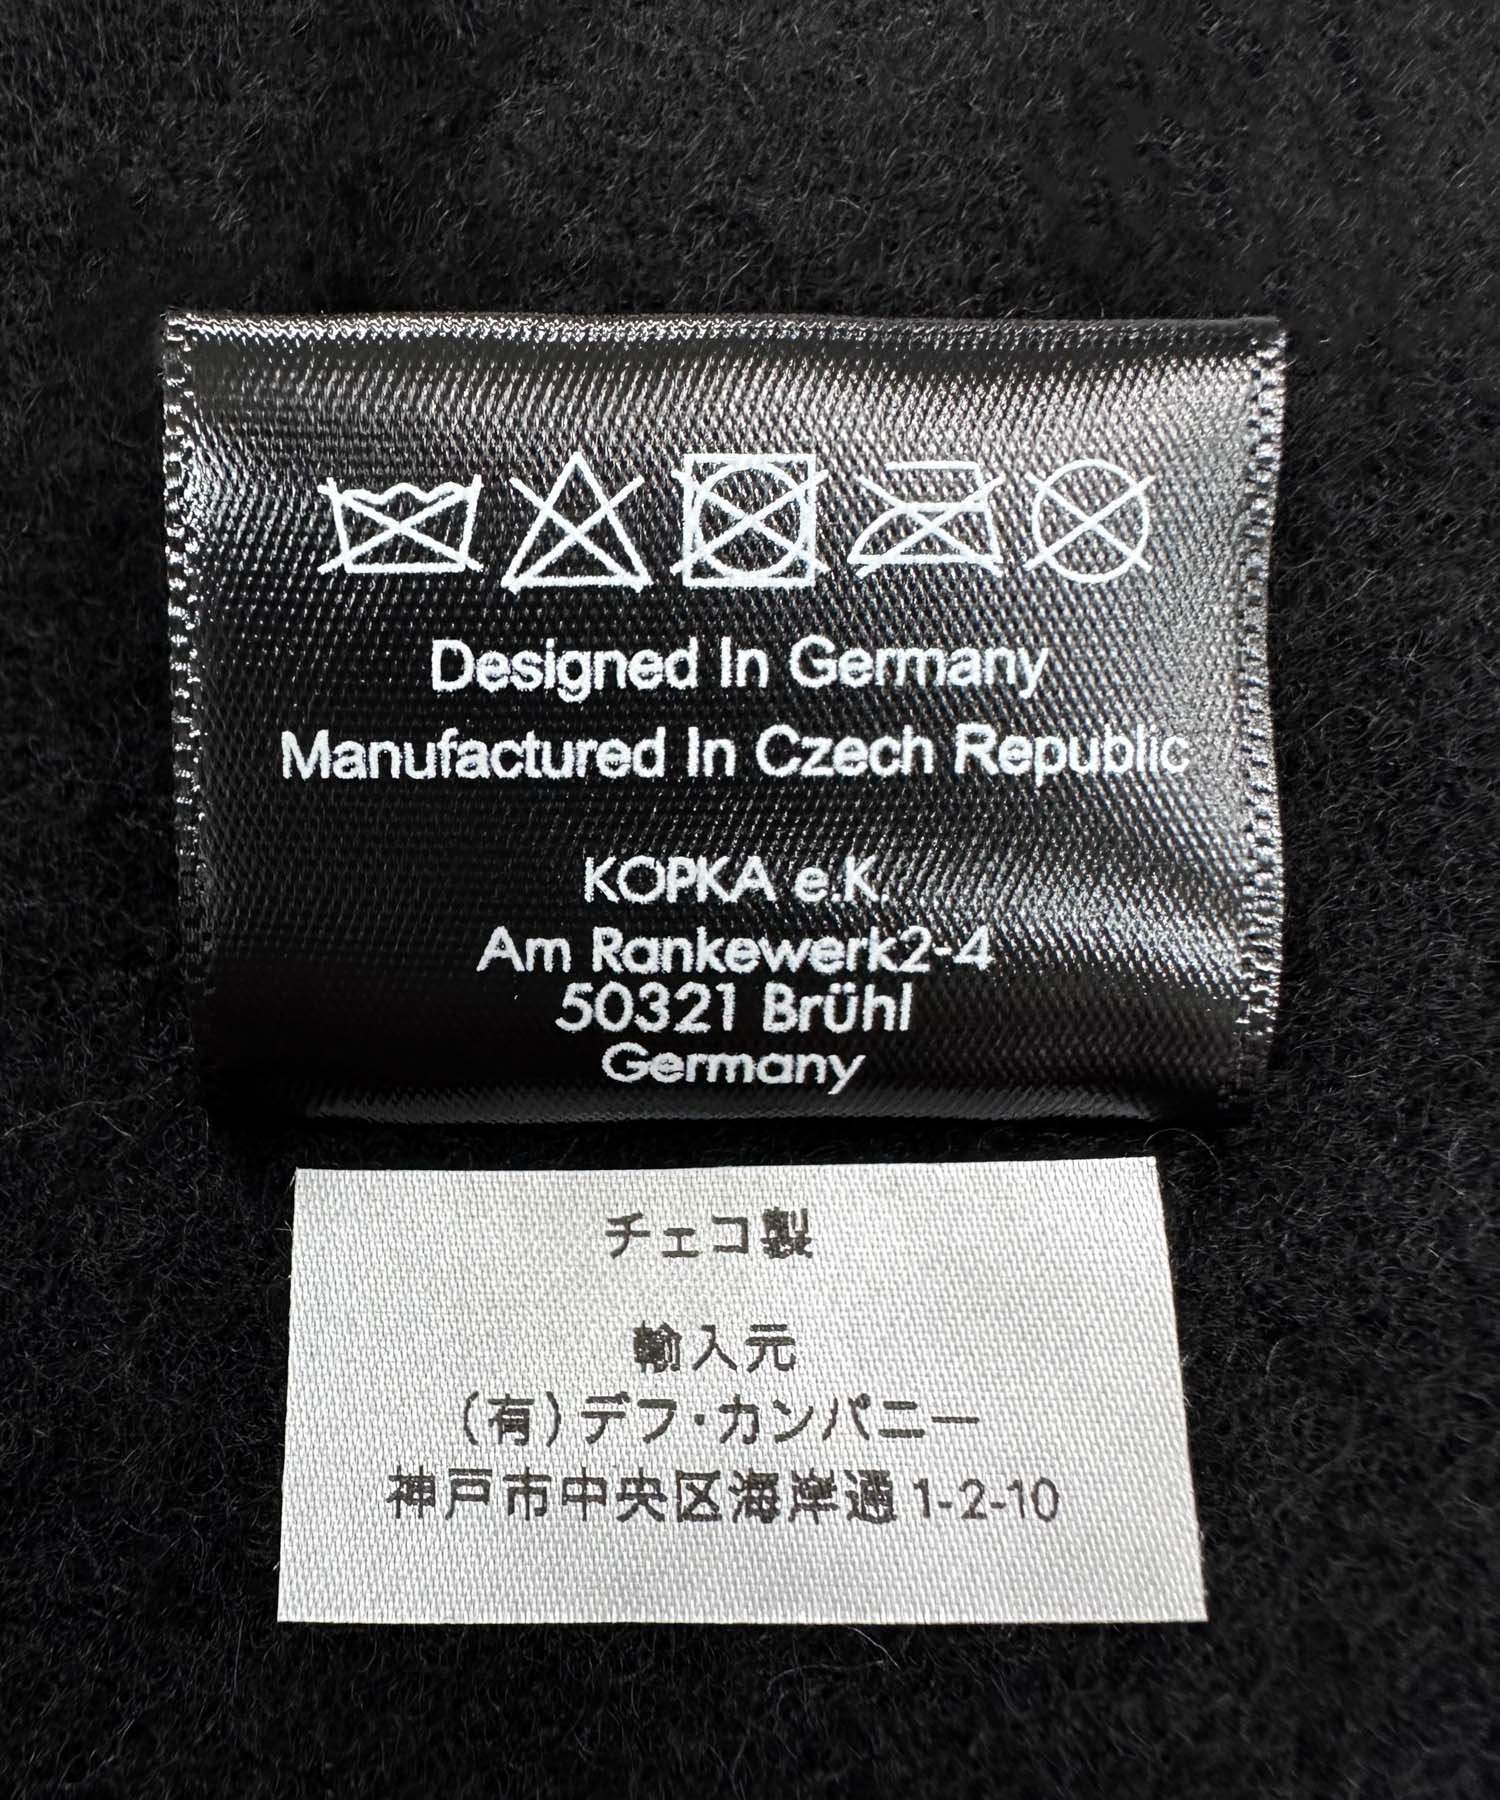 Designed In Germany
Manufactured In Czech Republic
KOPKA e.K.
Am Rankewerk2-4
50321 Brühl
Germany
チェコ製
輸入元
(有)デフ・カンパニー
神戸市中央区海岸通1-2-10